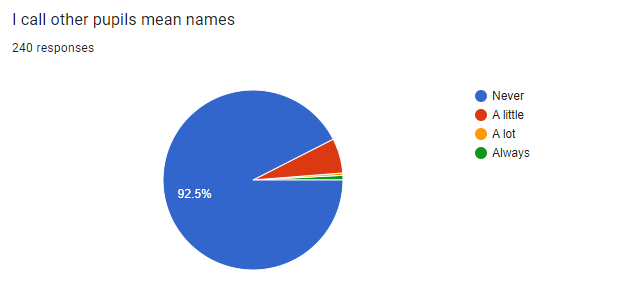 I call other pupils mean names
240 responses
92.5%
Never
A little
A lot
Always